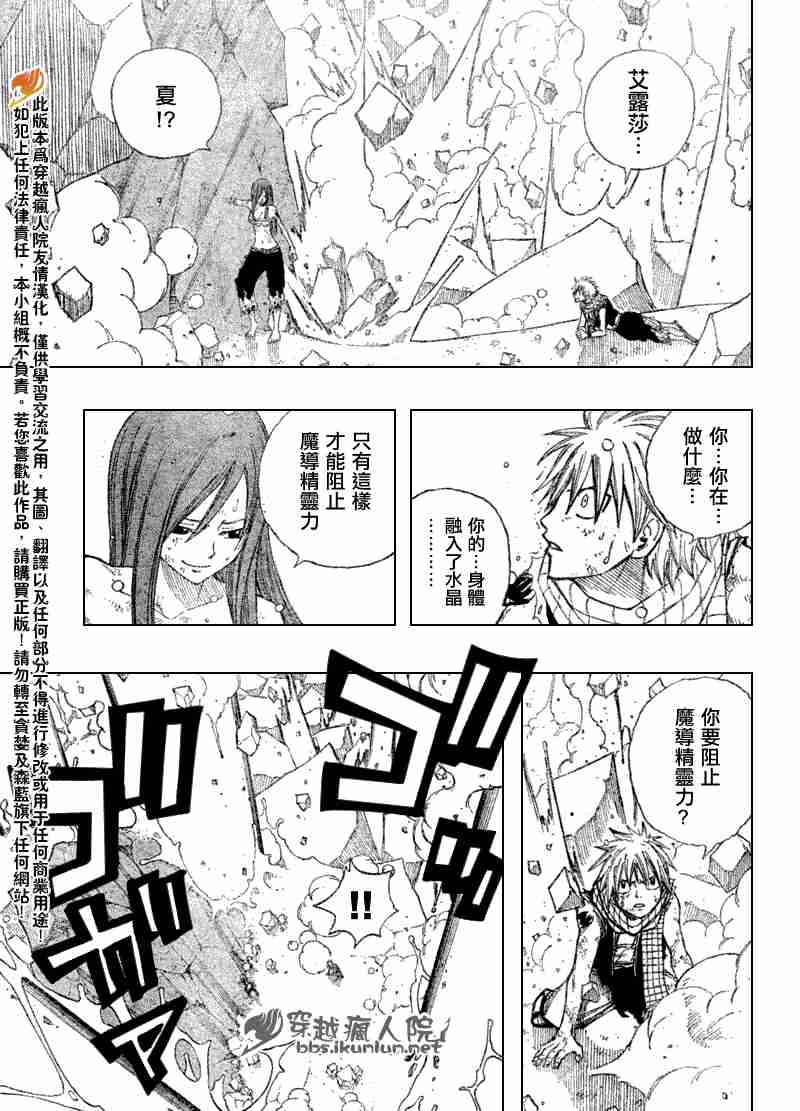 艾露莎…
夏!?
你…你在
做什麼…
你的…身體
融入了水晶
…………
只有這樣
才能阻止
魔導精靈力
你要阻止
魔導精靈力?
!!
此版本爲穿越瘋人院友情漢化,僅供學習交流之用,其圖、翻譯以及任何部分不得進行修改或用于任何商業用途!
如犯上任何法律責任,本小組概不負責。若您喜歡此作品,請購買正版!請勿轉至貪婪及森藍旗下任何網站!
穿越瘋人院
bbs.ikunlun.net